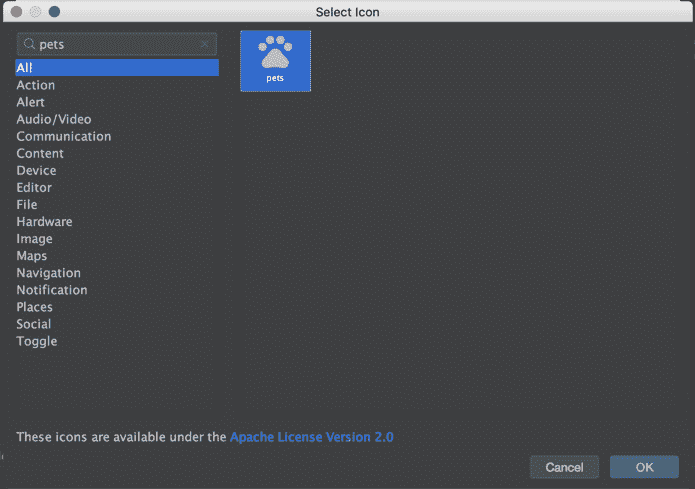 Select Icon
pets
All
pets
Action
Alert
Audio/Video
Communication
Content
Device
Editor
File
Hardware
Image
Maps
Navigation
Notification
Places
Social
Toggle
These icons are available under the Apache License Version 2.0
Cancel
OK